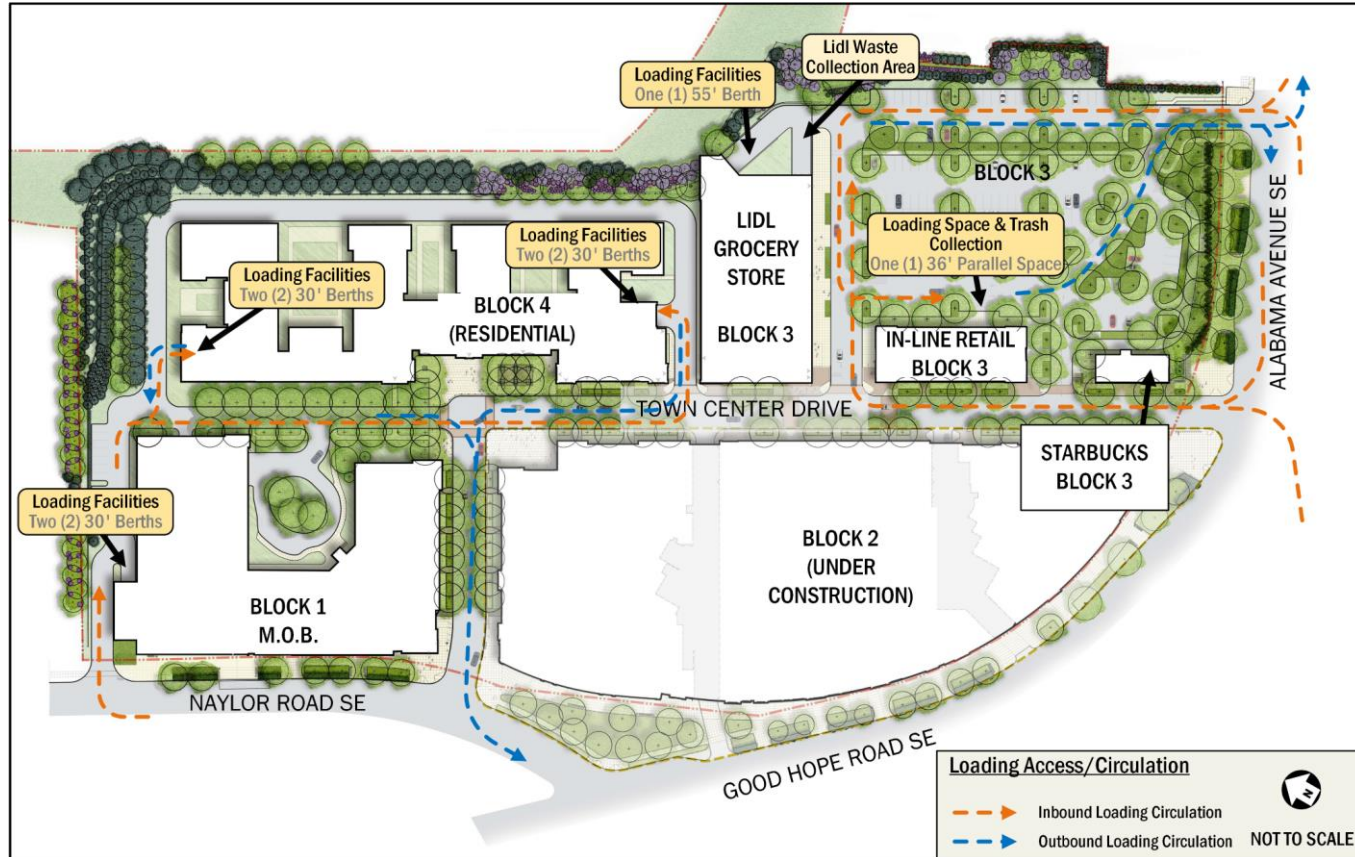 Lidl Waste
Collection Area
Loading Facilities
One (1) 55' Berth
BLOCK 3
Loading Space & Trash
Collection
One (1) 36' Parallel Space
LIDL
GROCERY
STORE
BLOCK 3
Loading Facilities
Two (2) 30' Berths
Loading Facilities
Two (2) 30' Berths
BLOCK 4
(RESIDENTIAL)
IN-LINE RETAIL
BLOCK 3
ALABAMA AVENUE SE
TOWN CENTER DRIVE
STARBUCKS
BLOCK 3
Loading Facilities
Two (2) 30' Berths
BLOCK 1
M.O.B.
BLOCK 2
(UNDER
CONSTRUCTION)
NAYLOR ROAD SE
GOOD HOPE ROAD SE
Loading Access/Circulation
Inbound Loading Circulation
Outbound Loading Circulation
N
NOT TO SCALE